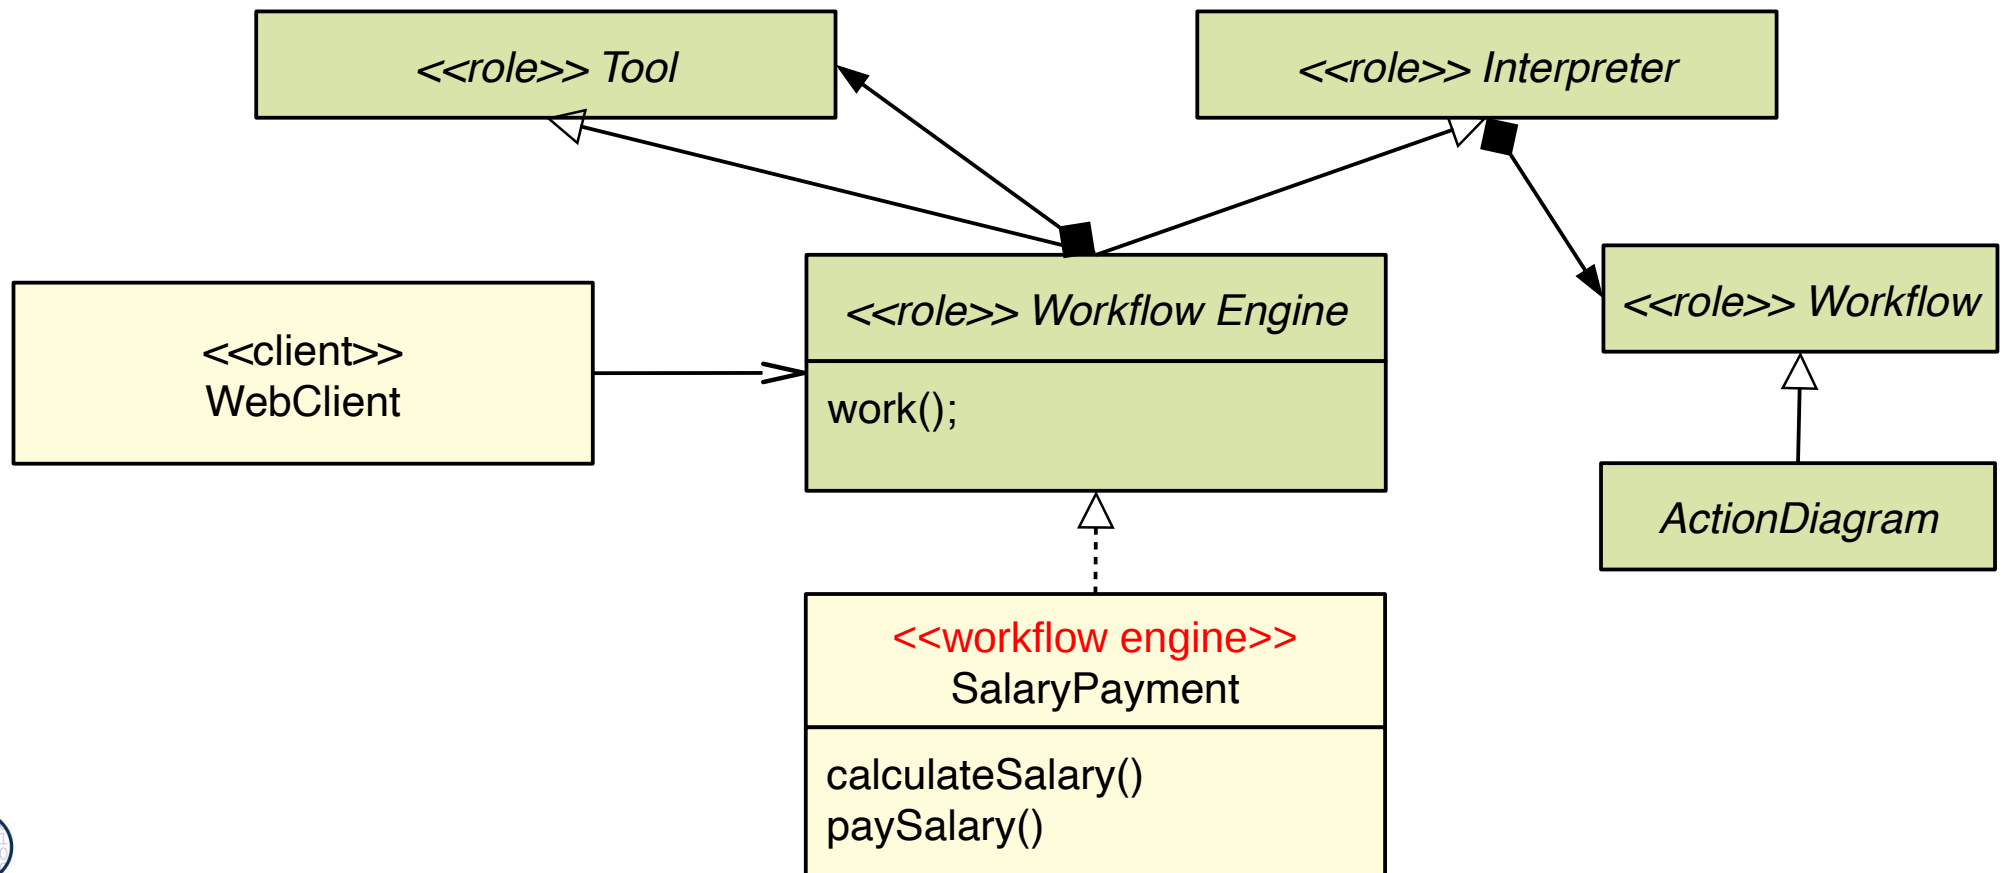 <<role>> Tool
<<role>> Interpreter
<<role>> Workflow Engine
work();
<<role>> Workflow
<<client>>
WebClient
ActionDiagram
<<workflow engine>>
SalaryPayment
calculateSalary()
paySalary()